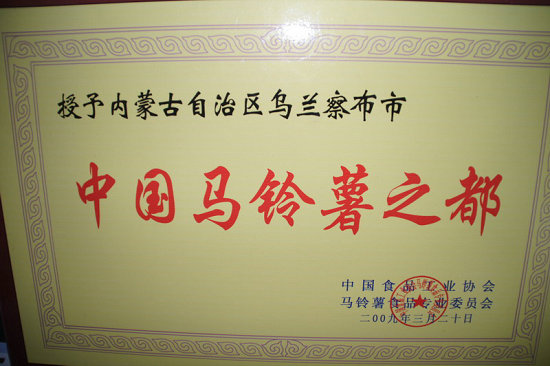 授予内蒙古自治区乌兰察布市
中国马铃薯之都
中国食品工业协会
马铃薯食品专业委员会
二00九年三月二十日